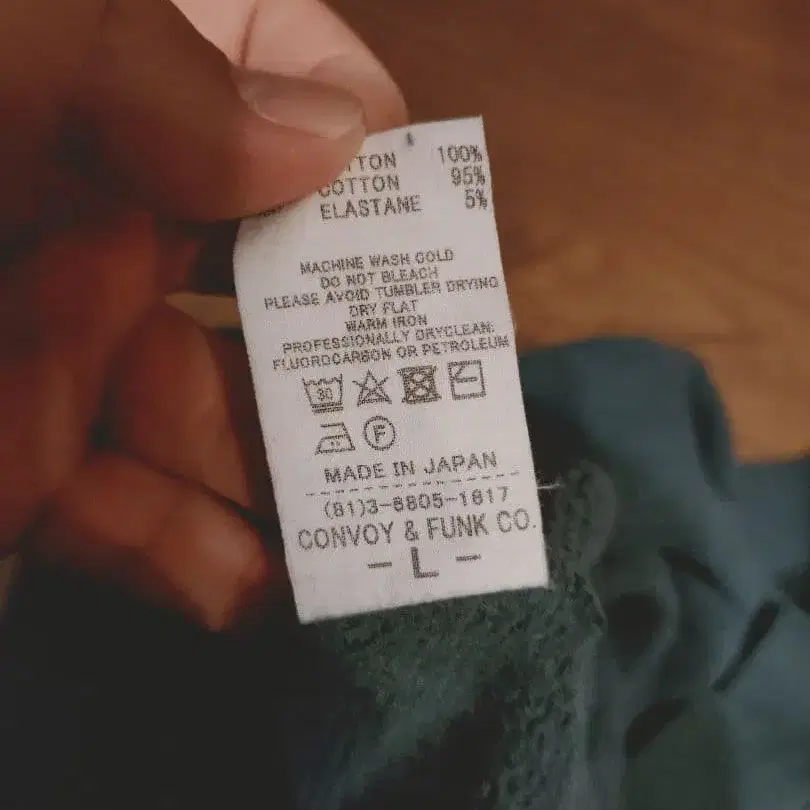 TTON 100%
COTTON 95%
ELASTANE 5%
MACHINE WASH COLD
DO NOT BLEACH
PLEASE AVOID TUMBLER DRYING
DRY FLAT
WARM IRON
PROFESSIONALLY DRYCLEAN:
FLUOROCARBON OR PETROLEUM
30
F
MADE IN JAPAN
(81)3-6805-1617
CONVOY & FUNK CO.
- L -